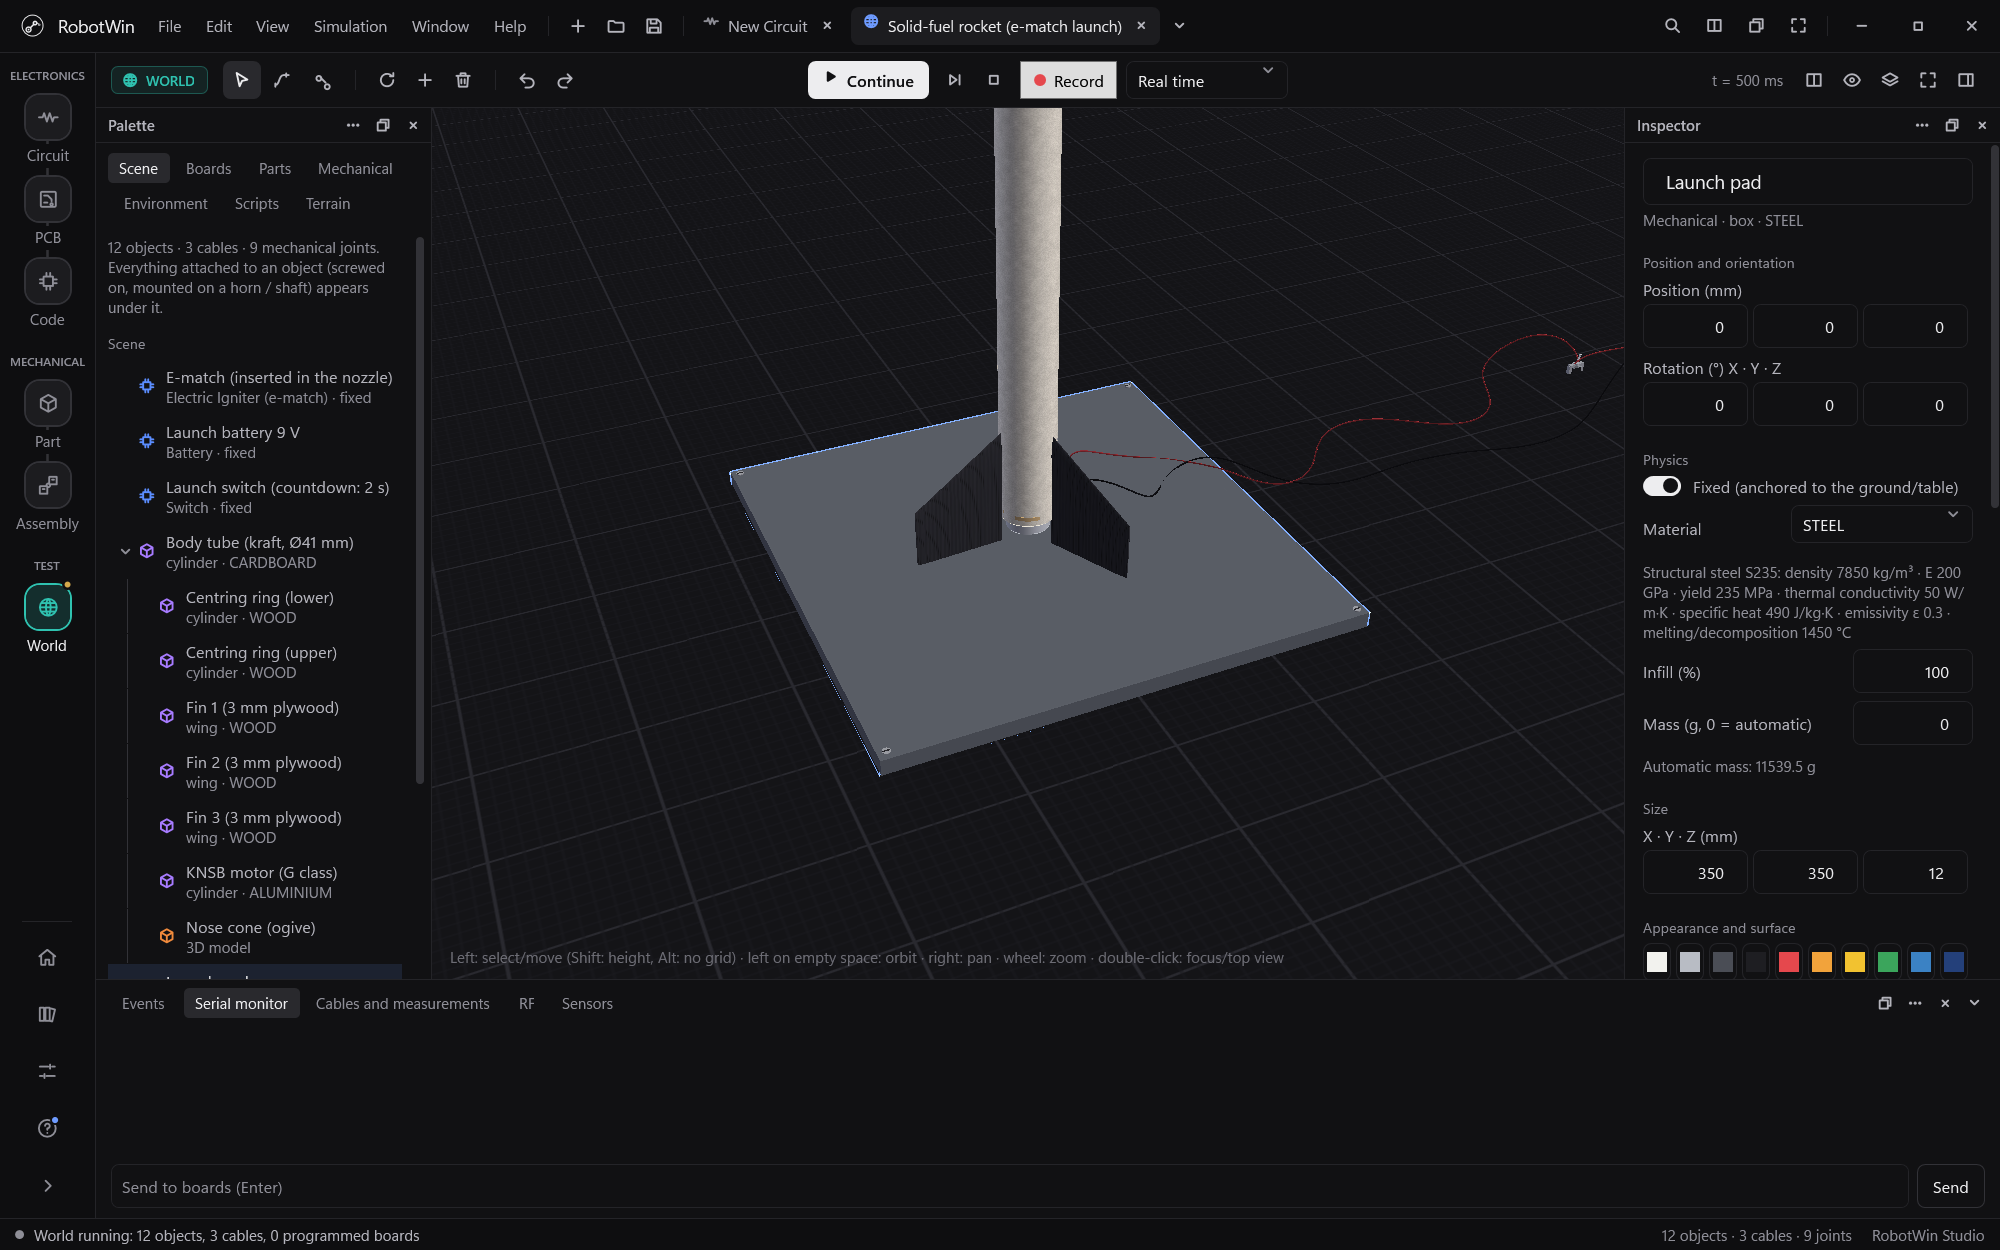 RobotWin File Edit View Simulation Window Help New Circuit Solid-fuel rocket (e-match launch)
ELECTRONICS
Circuit
PCB
Code
MECHANICAL
Part
Assembly
TEST
World
WORLD Continue Record Real time t = 500 ms
Palette
Scene Boards Parts Mechanical
Environment Scripts Terrain
12 objects · 3 cables · 9 mechanical joints.
Everything attached to an object (screwed
on, mounted on a horn / shaft) appears
under it.
Scene
E-match (inserted in the nozzle)
Electric Igniter (e-match) · fixed
Launch battery 9 V
Battery · fixed
Launch switch (countdown: 2 s)
Switch · fixed
Body tube (kraft, Ø41 mm)
cylinder · CARDBOARD
Centring ring (lower)
cylinder · WOOD
Centring ring (upper)
cylinder · WOOD
Fin 1 (3 mm plywood)
wing · WOOD
Fin 2 (3 mm plywood)
wing · WOOD
Fin 3 (3 mm plywood)
wing · WOOD
KNSB motor (G class)
cylinder · ALUMINIUM
Nose cone (ogive)
3D model
Left: select/move (Shift: height, Alt: no grid) · left on empty space: orbit · right: pan · wheel: zoom · double-click: focus/top view
Inspector
Launch pad
Mechanical · box · STEEL
Position and orientation
Position (mm)
0 0 0
Rotation (°) X · Y · Z
0 0 0
Physics
Fixed (anchored to the ground/table)
Material STEEL
Structural steel S235: density 7850 kg/m³ · E 200
GPa · yield 235 MPa · thermal conductivity 50 W/
m·K · specific heat 490 J/kg·K · emissivity ε 0.3 ·
melting/decomposition 1450 °C
Infill (%) 100
Mass (g, 0 = automatic) 0
Automatic mass: 11539.5 g
Size
X · Y · Z (mm)
350 350 12
Appearance and surface
Events Serial monitor Cables and measurements RF Sensors
Send to boards (Enter) Send
World running: 12 objects, 3 cables, 0 programmed boards 12 objects · 3 cables · 9 joints RobotWin Studio